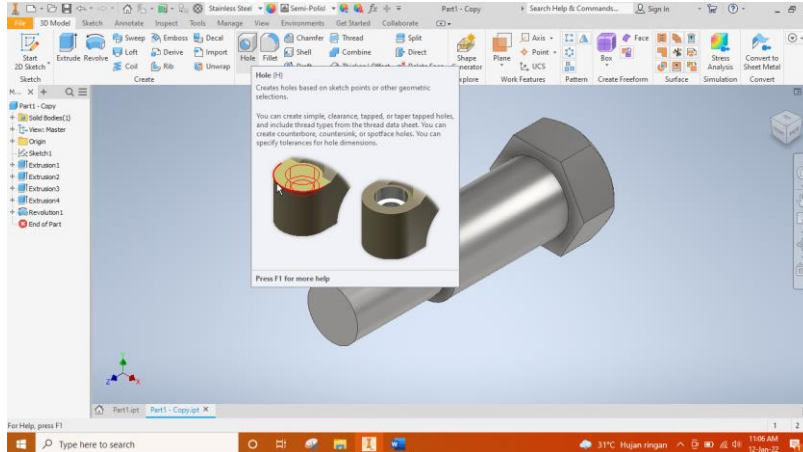 Stainless Steel
Semi-Polis
Part1 - Copy
Search Help & Commands...
Sign In
File
3D Model
Sketch
Annotate
Inspect
Tools
Manage
View
Environments
Get Started
Collaborate
Start
2D Sketch
Extrude
Revolve
Sweep
Emboss
Decal
Loft
Derive
Import
Coil
Rib
Unwrap
Hole
Fillet
Chamfer
Thread
Split
Shell
Combine
Direct
Shape
Plane
Axis
Point
UCS
Box
Face
Stress
Analysis
Convert to
Sheet Metal
Sketch
Create
Work Features
Pattern
Create Freeform
Surface
Simulation
Convert
Hole (H)
Creates holes based on sketch points or other geometric
selections.
You can create simple, clearance, tapped, or taper tapped holes,
and include thread types from the thread data sheet. You can
create counterbore, countersink, or spotface holes. You can
specify tolerances for hole dimensions.
Press F1 for more help
M...
Part1 - Copy
Solid Bodies(1)
View: Master
Origin
Sketch1
Extrusion1
Extrusion2
Extrusion3
Extrusion4
Revolution1
End of Part
Part1.ipt
Part1 - Copy.ipt
For Help, press F1
1 2
Type here to search
31°C Hujan ringan
11:06 AM
12-Jan-22